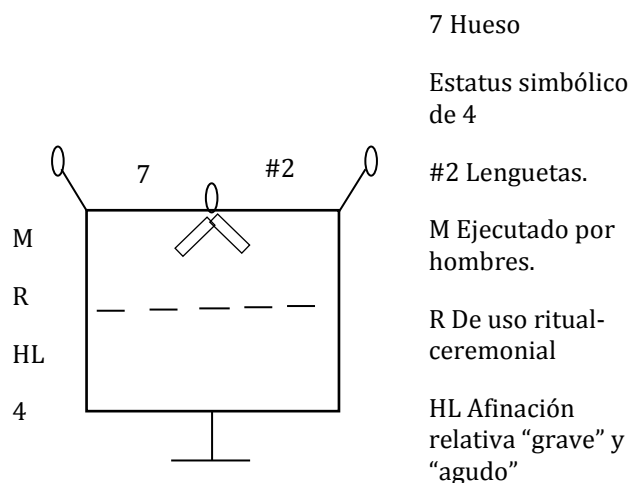 7 Hueso
Estatus simbólico
de 4
#2 Lenguetas.
M Ejecutado por
hombres.
R De uso ritual-
ceremonial
HL Afinación
relativa “grave” y
“agudo”
7 #2
M
R
HL
4